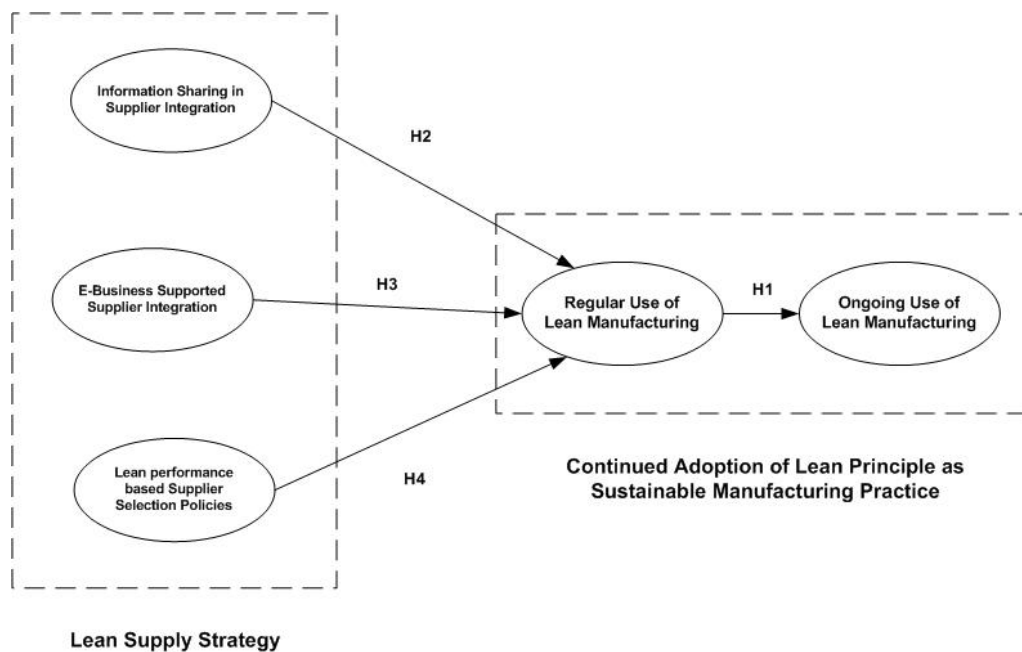 Information Sharing in
Supplier Integration
H2
E-Business Supported
Supplier Integration
H3
Regular Use of
Lean Manufacturing
H1
Ongoing Use of
Lean Manufacturing
Lean performance
based Supplier
Selection Policies
H4
Continued Adoption of Lean Principle as
Sustainable Manufacturing Practice
Lean Supply Strategy